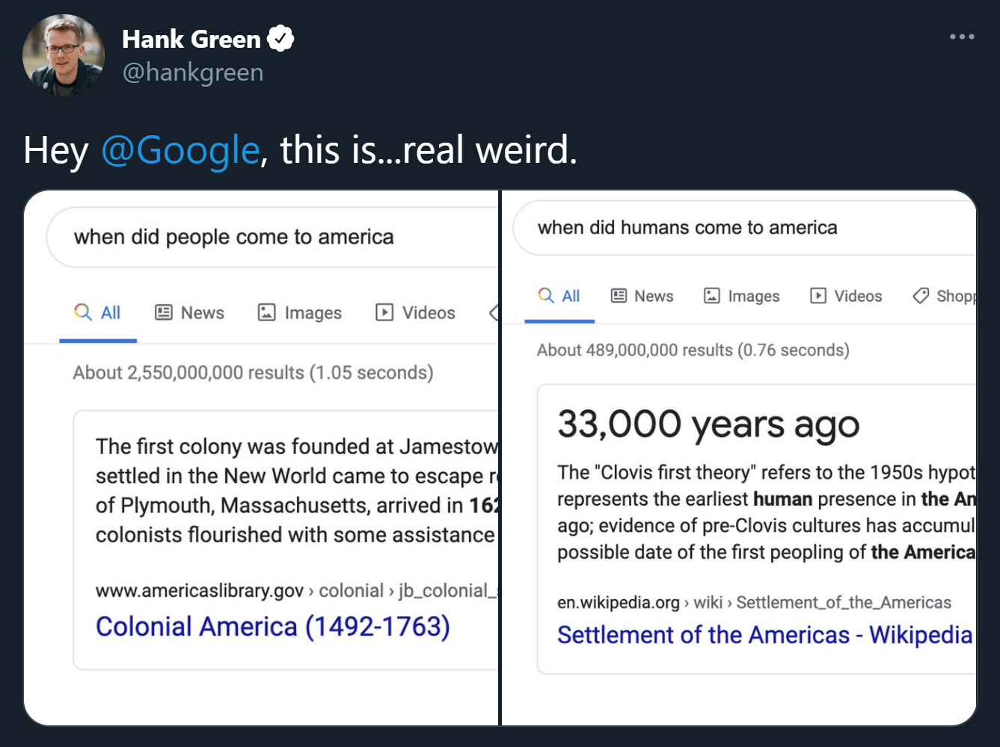 Hank Green
@hankgreen
Hey @Google, this is...real weird.
when did people come to america
All News Images Videos
About 2,550,000,000 results (1.05 seconds)
The first colony was founded at Jamestow
settled in the New World came to escape r
of Plymouth, Massachusetts, arrived in 162
colonists flourished with some assistance
www.americaslibrary.gov › colonial › jb_colonial_
Colonial America (1492-1763)
when did humans come to america
All News Images Videos Shopp
About 489,000,000 results (0.76 seconds)
33,000 years ago
The "Clovis first theory" refers to the 1950s hypot
represents the earliest human presence in the Am
ago; evidence of pre-Clovis cultures has accumul
possible date of the first peopling of the America
en.wikipedia.org › wiki › Settlement_of_the_Americas
Settlement of the Americas - Wikipedia